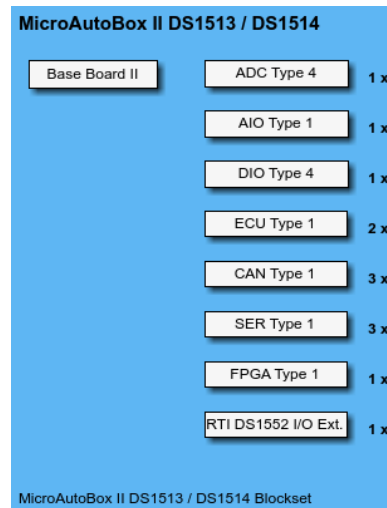 MicroAutoBox II DS1513 / DS1514
Base Board II
ADC Type 4 1 x
AIO Type 1 1 x
DIO Type 4 1 x
ECU Type 1 2 x
CAN Type 1 3 x
SER Type 1 3 x
FPGA Type 1 1 x
RTI DS1552 I/O Ext. 1 x
MicroAutoBox II DS1513 / DS1514 Blockset